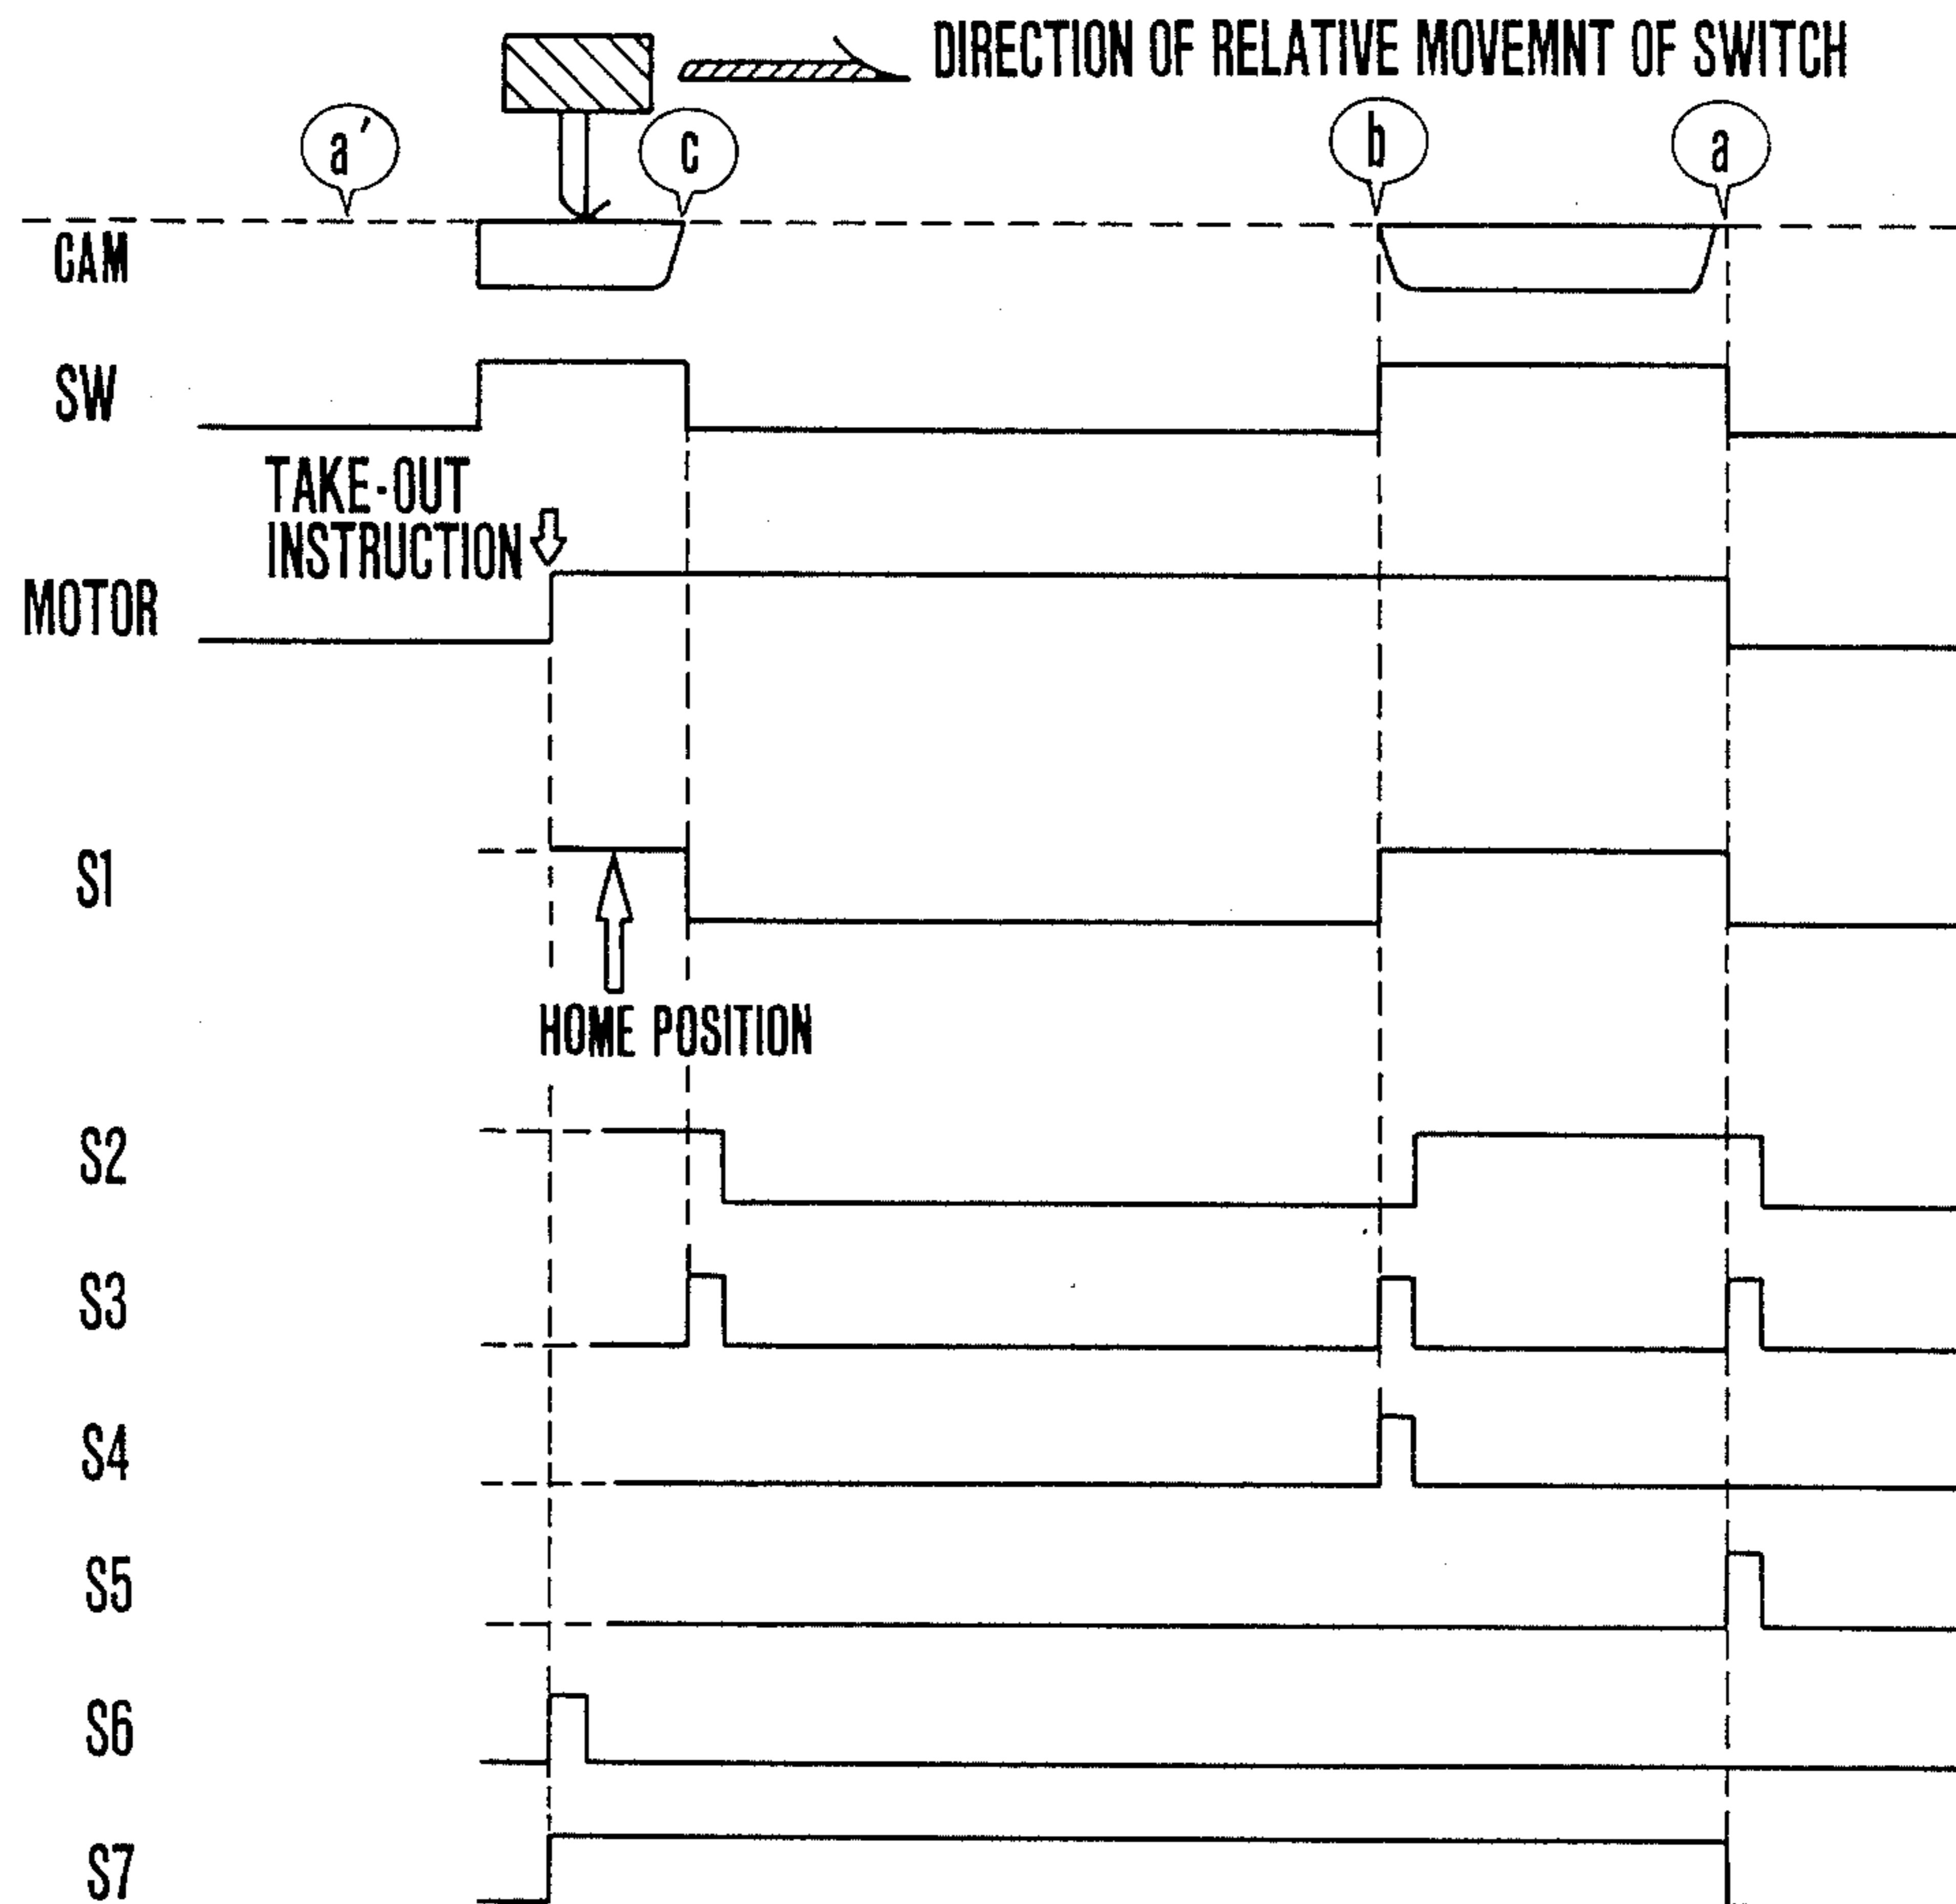 DIRECTION OF RELATIVE MOVEMNT OF SWITCH
a′ c b a
CAM
SW
TAKE-OUT
INSTRUCTION
MOTOR
S1
HOME POSITION
S2
S3
S4
S5
S6
S7